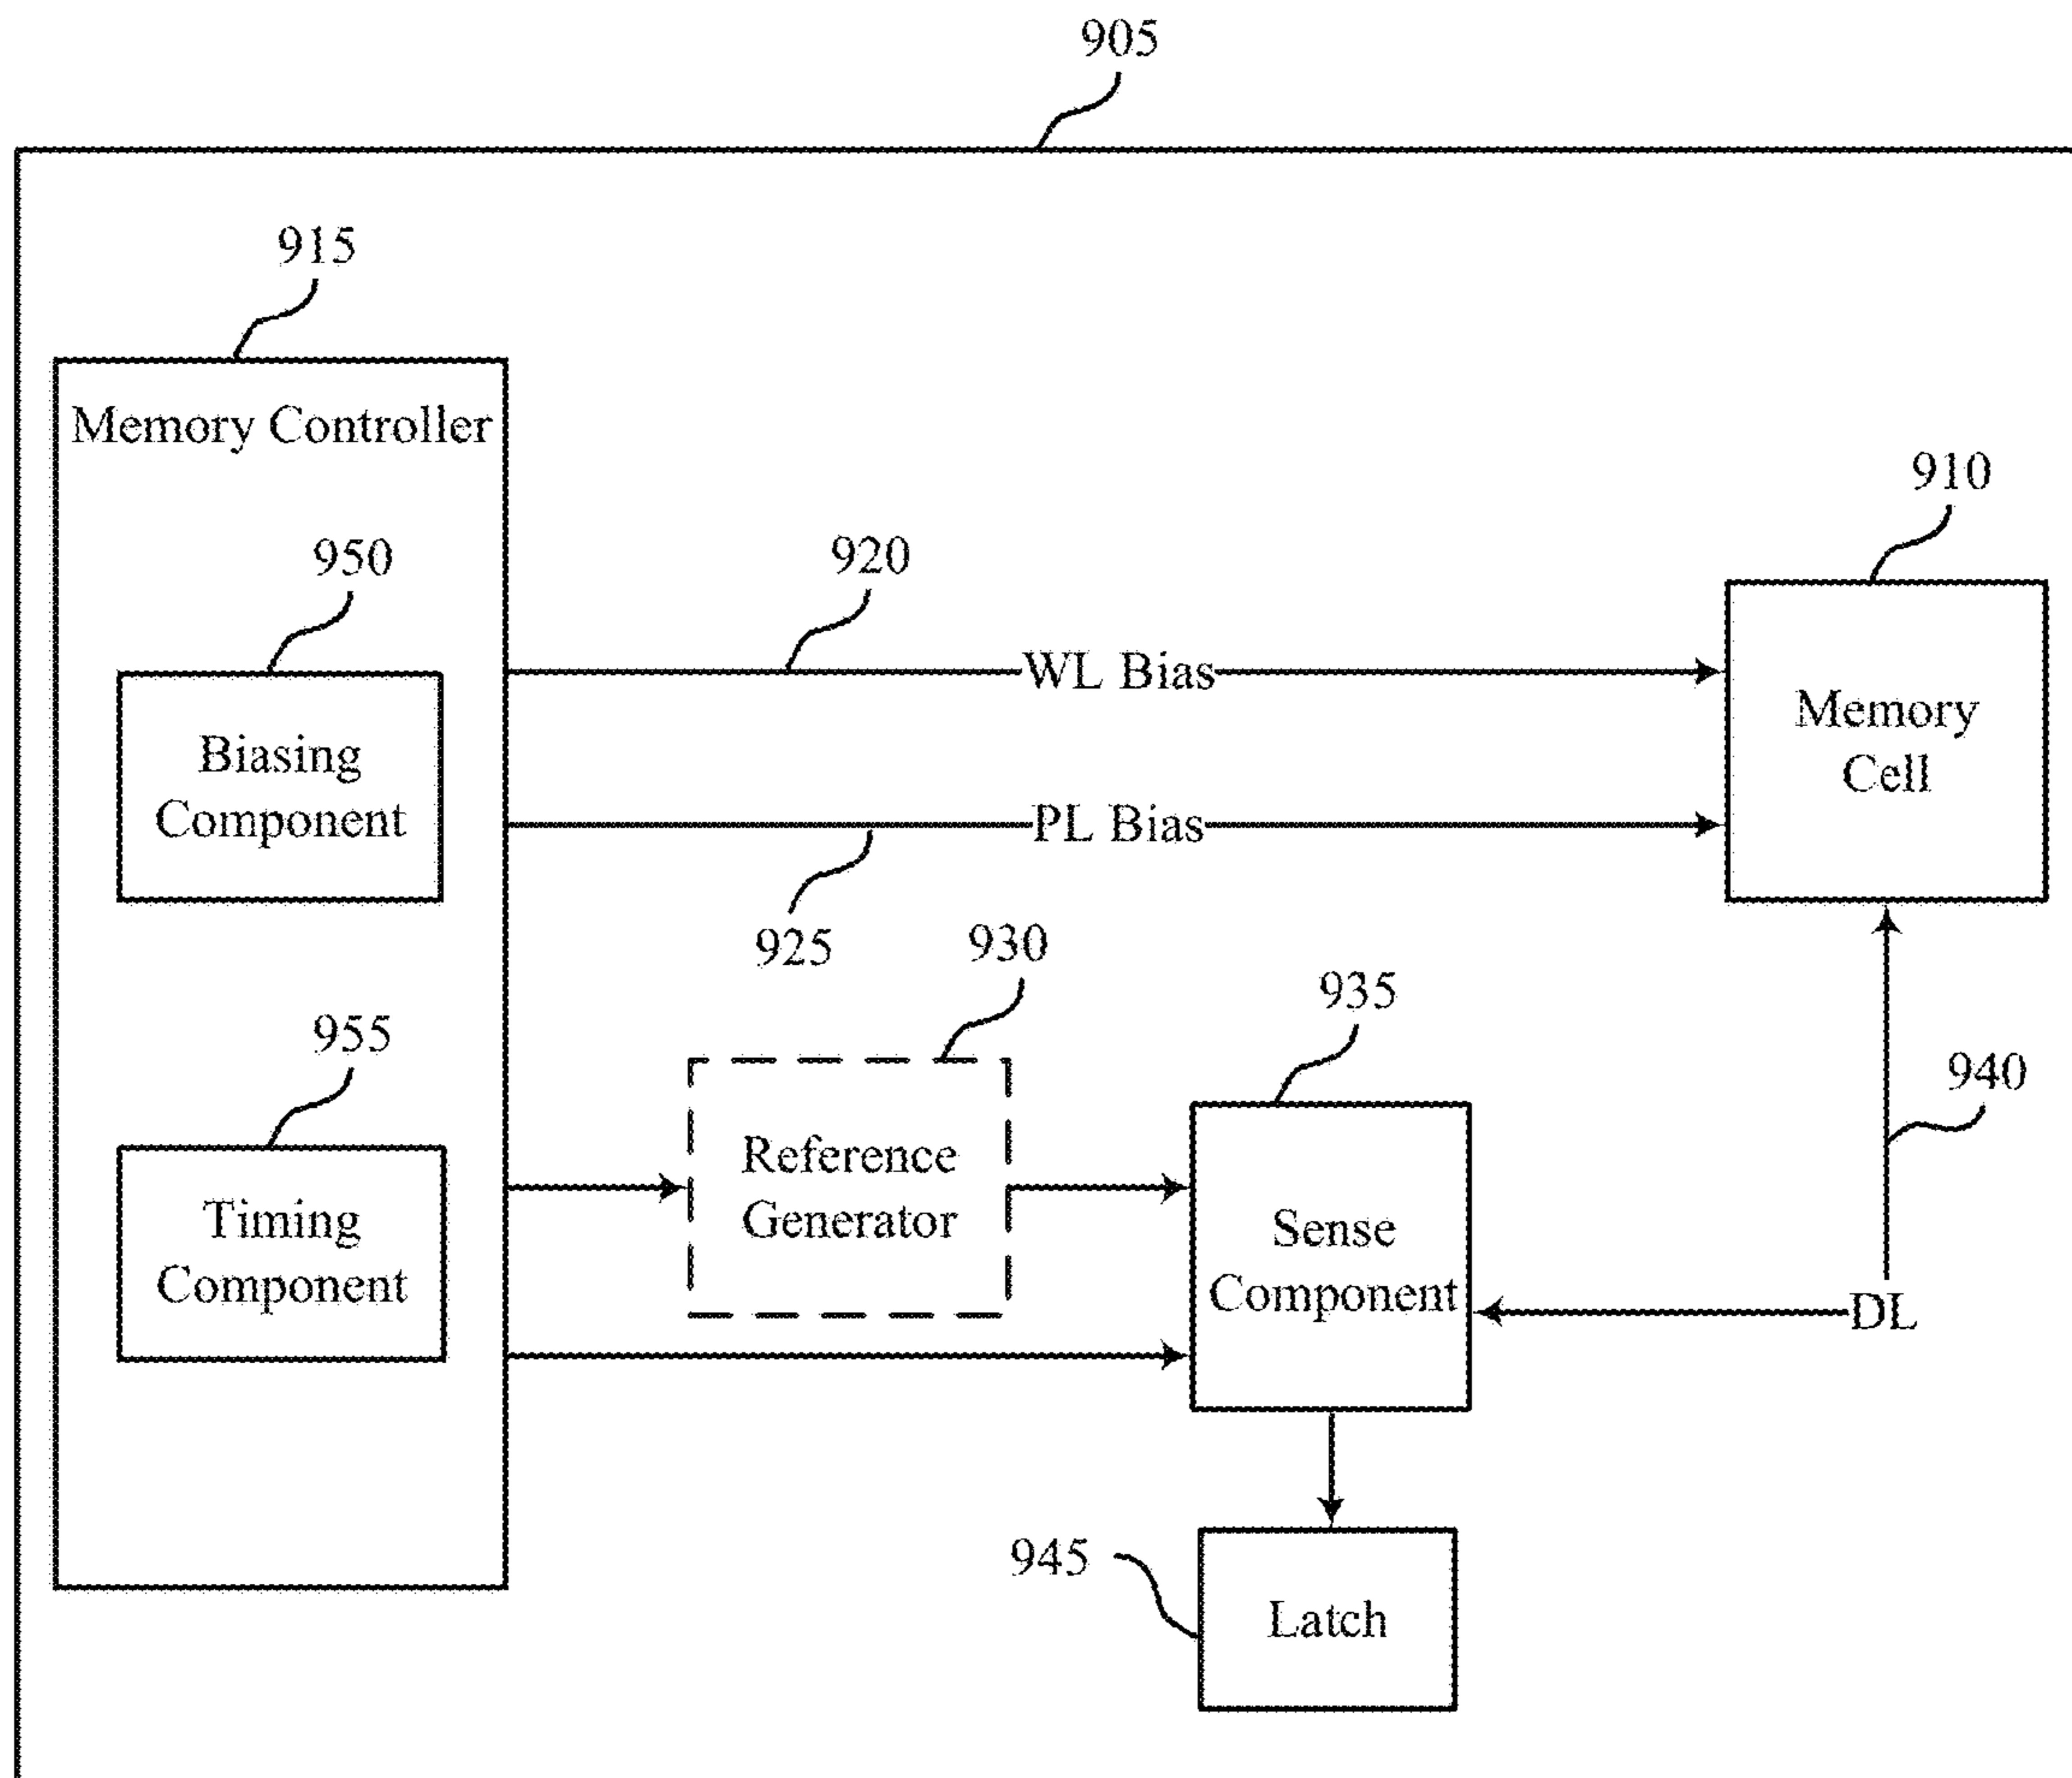 905
915
Memory Controller
910
950
920
WL Bias
Memory
Cell
Biasing
Component
PL Bias
925
930
935
955
940
Reference
Generator
Timing
Component
Sense
Component
DL
945
Latch